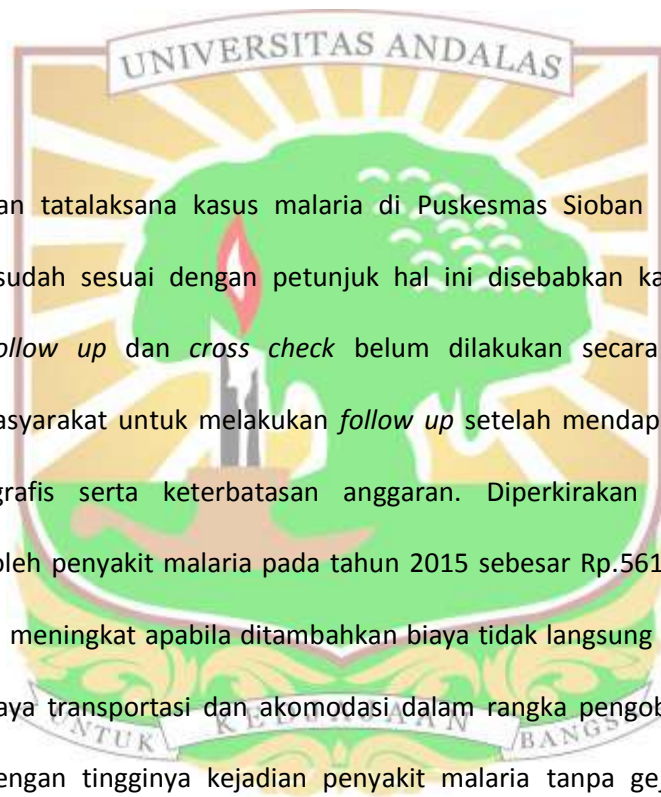 UNIVERSITAS ANDALAS
an tatalaksana kasus malaria di Puskesmas Sioban
sudah sesuai dengan petunjuk hal ini disebabkan ka
ollow up dan cross check belum dilakukan secara
asyarakat untuk melakukan follow up setelah mendap
grafis serta keterbatasan anggaran. Diperkirakan
oleh penyakit malaria pada tahun 2015 sebesar Rp.561
meningkat apabila ditambahkan biaya tidak langsung
aya transportasi dan akomodasi dalam rangka pengob
UNTUK KEDJAJAAN BANGSA
engan tingginya kejadian penyakit malaria tanpa ge